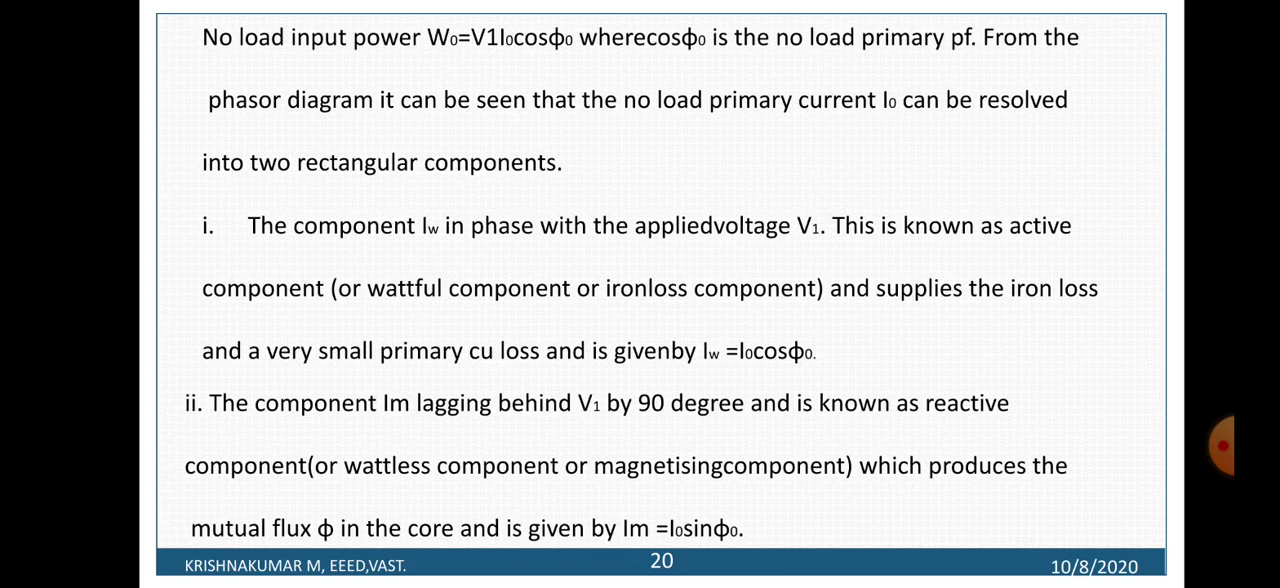 No load input power W₀=V1I₀cosϕ₀ wherecosϕ₀ is the no load primary pf. From the
phasor diagram it can be seen that the no load primary current I₀ can be resolved
into two rectangular components.
i. The component Iw in phase with the appliedvoltage V₁. This is known as active
component (or wattful component or ironloss component) and supplies the iron loss
and a very small primary cu loss and is givenby Iw =I₀cosϕ₀.
ii. The component Im lagging behind V₁ by 90 degree and is known as reactive
component(or wattless component or magnetisingcomponent) which produces the
mutual flux ϕ in the core and is given by Im =I₀sinϕ₀.
KRISHNAKUMAR M, EEED,VAST. 20 10/8/2020